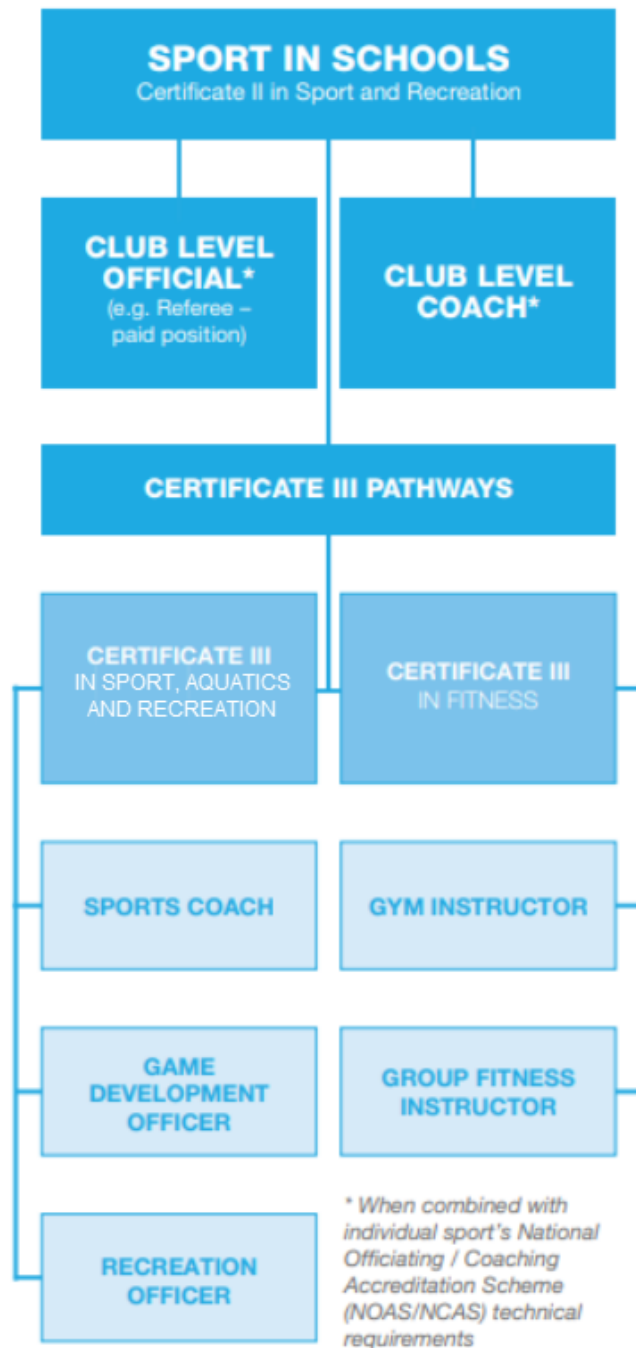 SPORT IN SCHOOLS
Certificate II in Sport and Recreation
CLUB LEVEL
OFFICIAL*
(e.g. Referee –
paid position)
CLUB LEVEL
COACH*
CERTIFICATE III PATHWAYS
CERTIFICATE III
IN SPORT, AQUATICS
AND RECREATION
CERTIFICATE III
IN FITNESS
SPORTS COACH
GYM INSTRUCTOR
GAME
DEVELOPMENT
OFFICER
GROUP FITNESS
INSTRUCTOR
RECREATION
OFFICER
* When combined with
individual sport's National
Officiating / Coaching
Accreditation Scheme
(NOAS/NCAS) technical
requirements